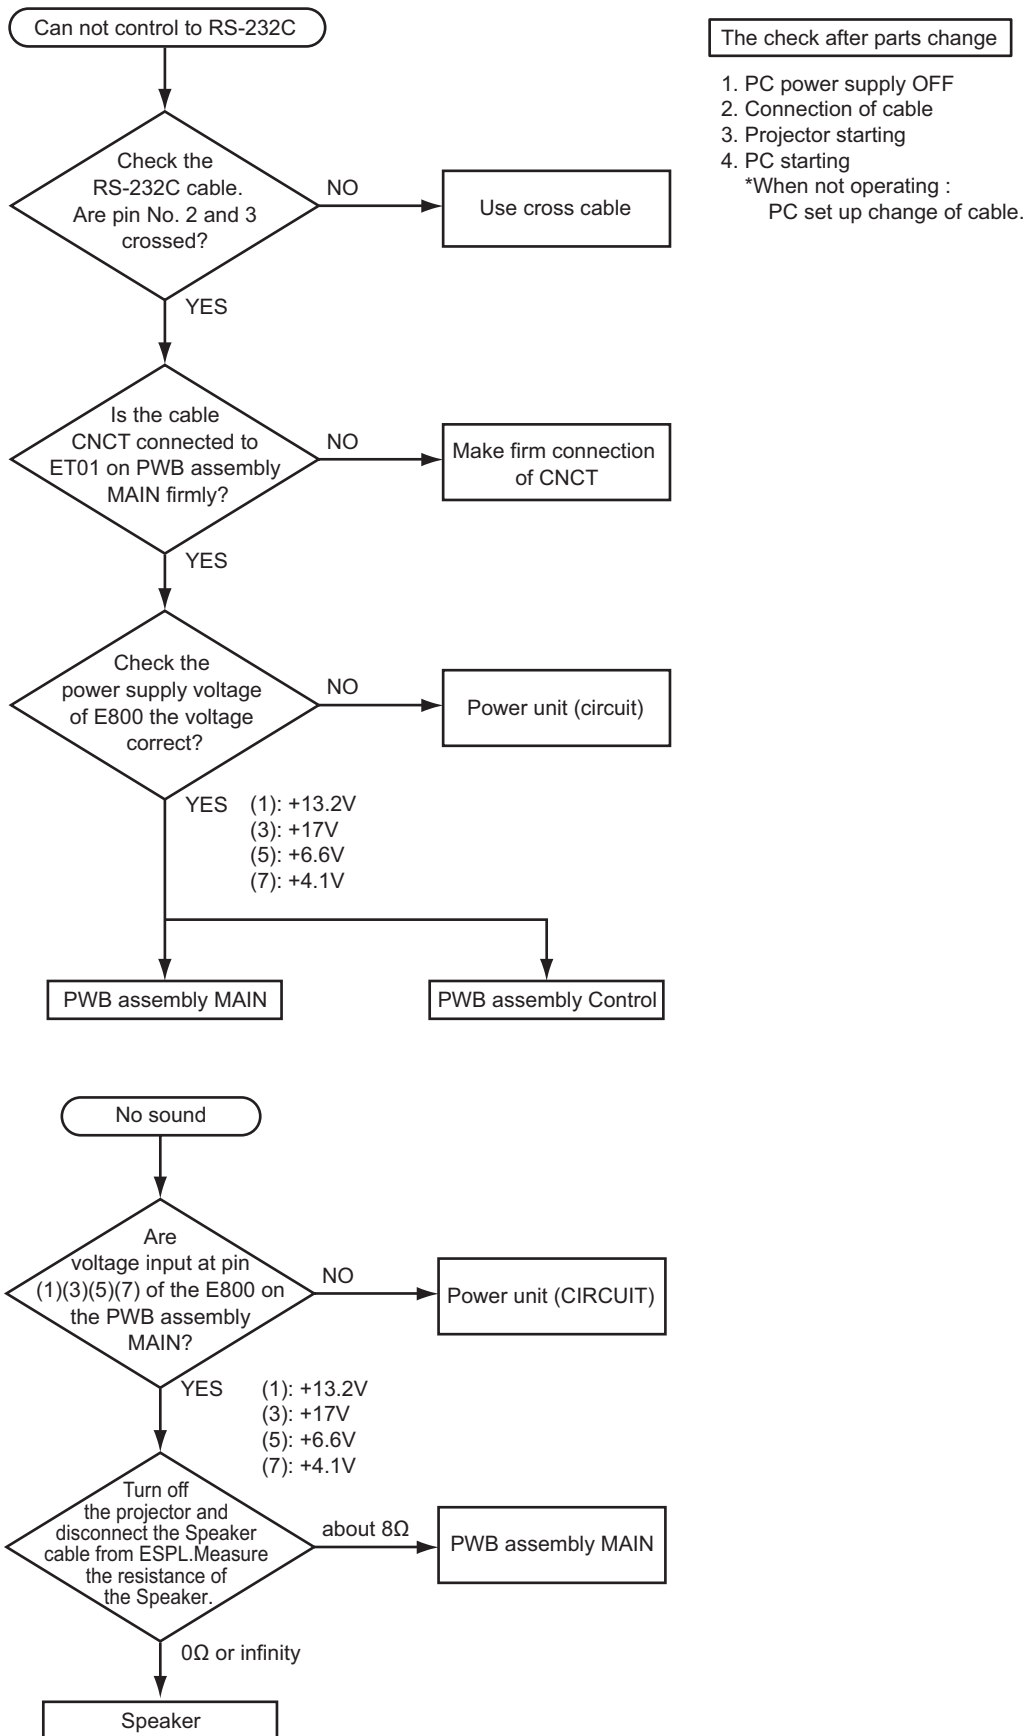 Can not control to RS-232C
The check after parts change
1. PC power supply OFF
2. Connection of cable
3. Projector starting
4. PC starting
*When not operating :
PC set up change of cable.
Check the
RS-232C cable.
Are pin No. 2 and 3
crossed?
NO
Use cross cable
YES
Is the cable
CNCT connected to
ET01 on PWB assembly
MAIN firmly?
NO
Make firm connection
of CNCT
YES
Check the
power supply voltage
of E800 the voltage
correct?
NO
Power unit (circuit)
YES
(1): +13.2V
(3): +17V
(5): +6.6V
(7): +4.1V
PWB assembly MAIN
PWB assembly Control
No sound
Are
voltage input at pin
(1)(3)(5)(7) of the E800 on
the PWB assembly
MAIN?
NO
Power unit (CIRCUIT)
YES
(1): +13.2V
(3): +17V
(5): +6.6V
(7): +4.1V
Turn off
the projector and
disconnect the Speaker
cable from ESPL.Measure
the resistance of
the Speaker.
about 8Ω
PWB assembly MAIN
0Ω or infinity
Speaker